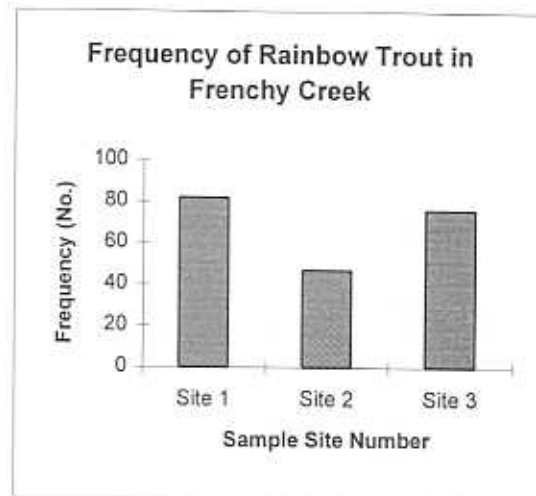 Frequency of Rainbow Trout in
Frenchy Creek
Frequency (No.)
100
80
60
40
20
0
Site 1 Site 2 Site 3
Sample Site Number